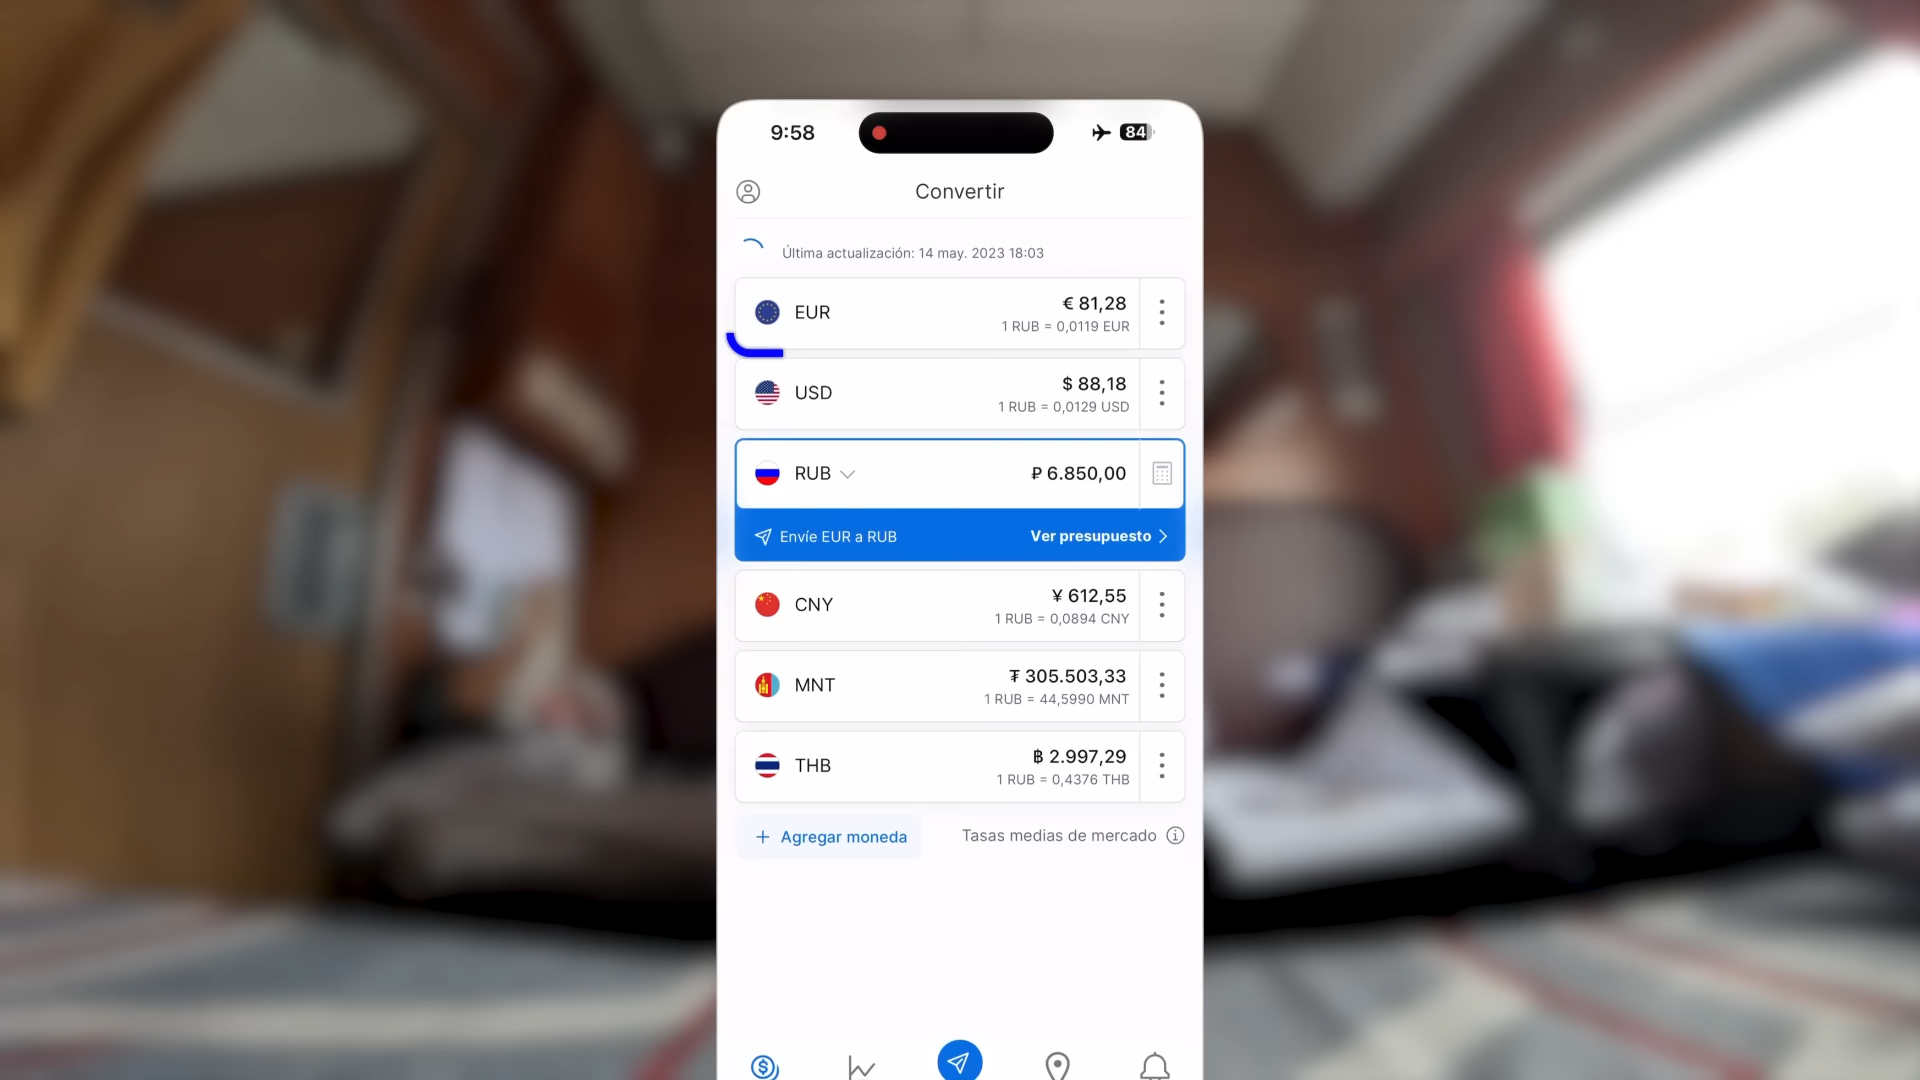 9:58
84
Convertir
Última actualización: 14 may. 2023 18:03
EUR
€ 81,28
1 RUB = 0,0119 EUR
USD
$ 88,18
1 RUB = 0,0129 USD
RUB
₽ 6.850,00
Envíe EUR a RUB
Ver presupuesto
CNY
¥ 612,55
1 RUB = 0,0894 CNY
MNT
₮ 305.503,33
1 RUB = 44,5990 MNT
THB
฿ 2.997,29
1 RUB = 0,4376 THB
+ Agregar moneda
Tasas medias de mercado